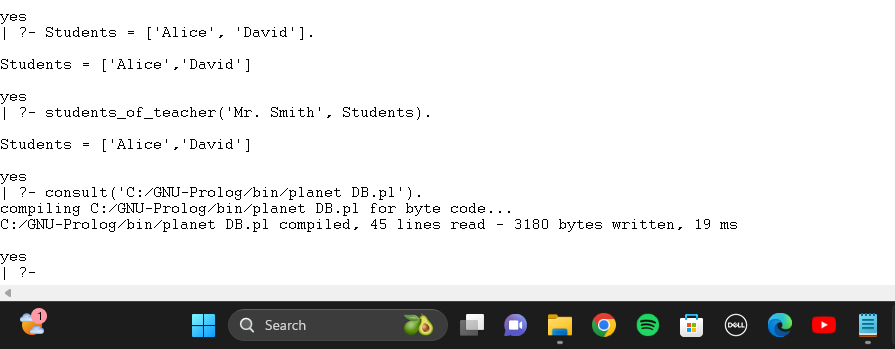 yes
| ?- Students = ['Alice', 'David'].
Students = ['Alice','David']
yes
| ?- students_of_teacher('Mr. Smith', Students).
Students = ['Alice','David']
yes
| ?- consult('C:/GNU-Prolog/bin/planet DB.pl').
compiling C:/GNU-Prolog/bin/planet DB.pl for byte code...
C:/GNU-Prolog/bin/planet DB.pl compiled, 45 lines read - 3180 bytes written, 19 ms
yes
| ?-
1
Search
DELL